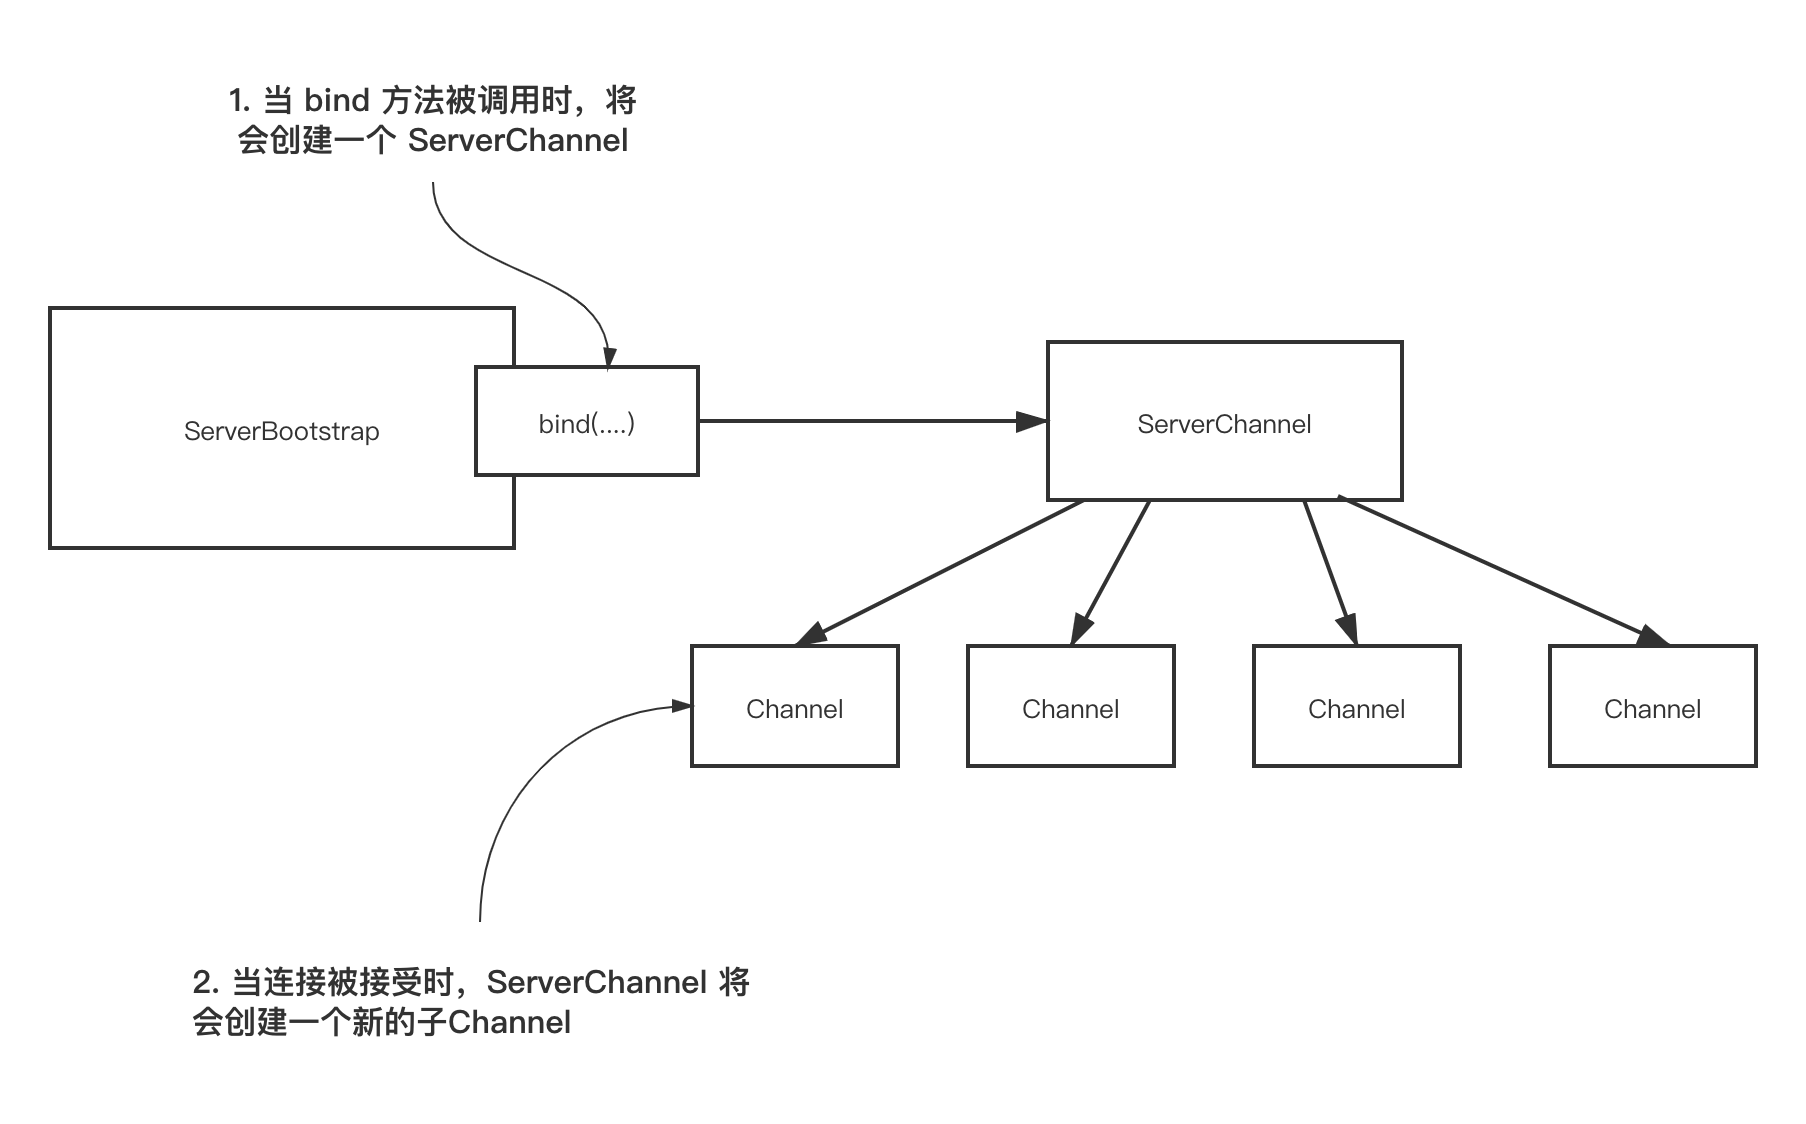 1. 当 bind 方法被调用时，将
会创建一个 ServerChannel
ServerBootstrap
bind(....)
ServerChannel
Channel
Channel
Channel
Channel
2. 当连接被接受时，ServerChannel 将
会创建一个新的子Channel